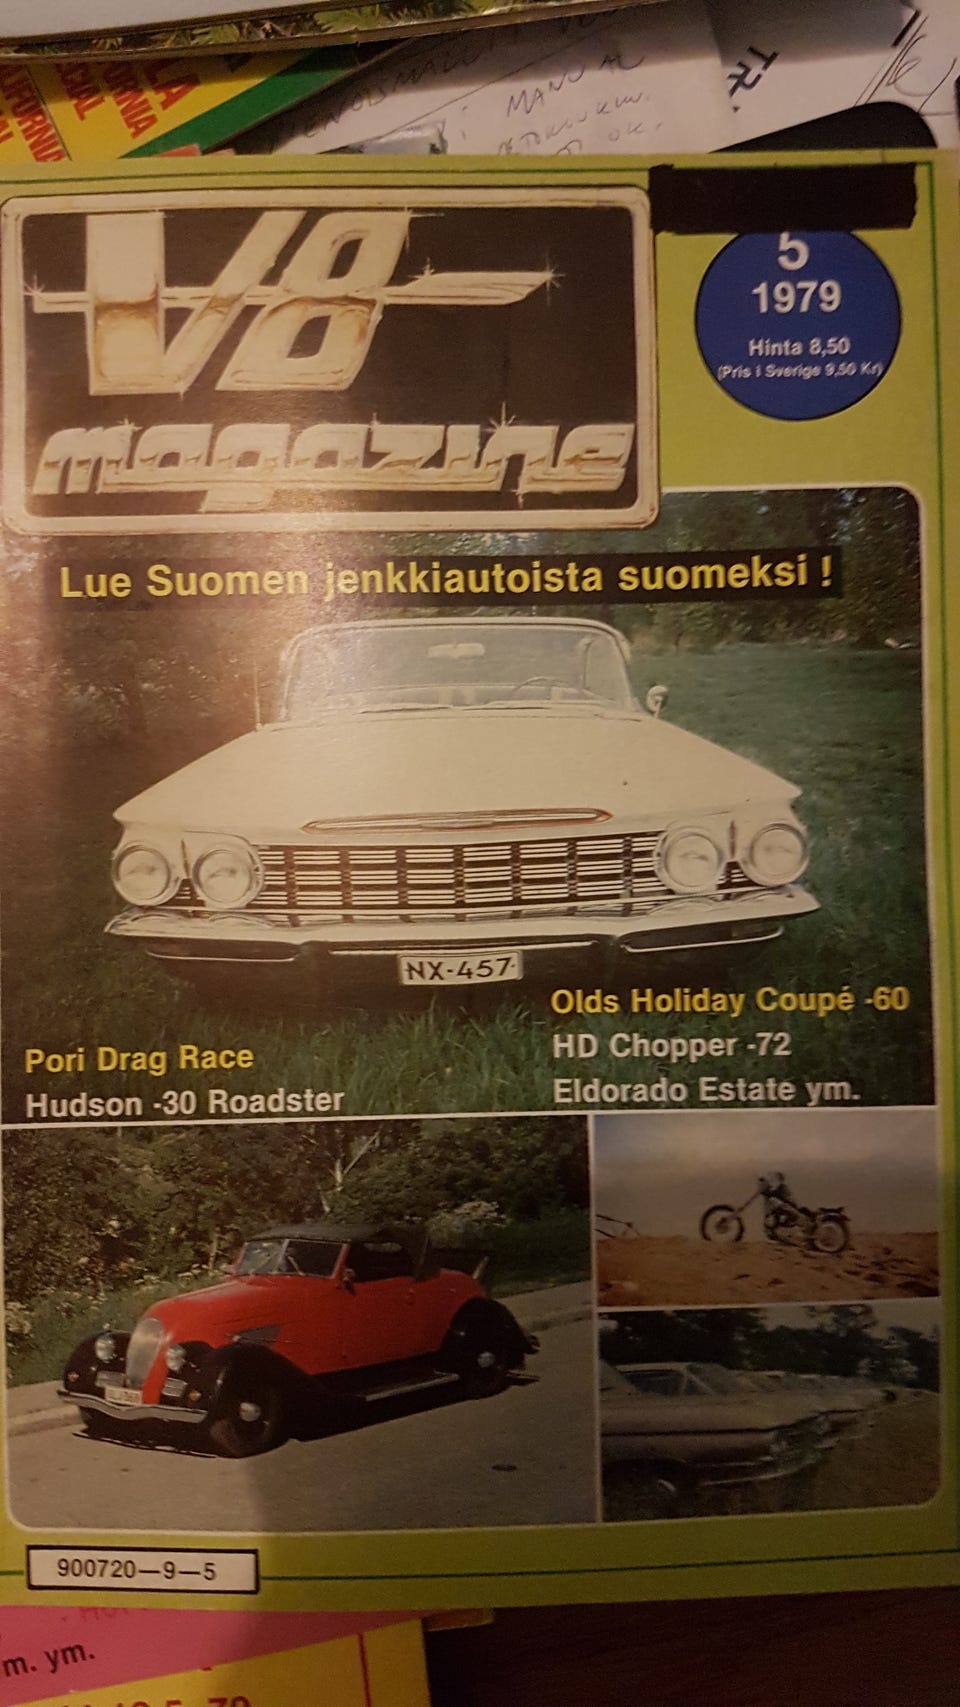 MANUAL
OK.
V8
magazine
5
1979
Hinta 8,50
(Pris i Sverige 9,50 Kr)
Lue Suomen jenkkiautoista suomeksi !
NX-457
Olds Holiday Coupé -60
HD Chopper -72
Eldorado Estate ym.
Pori Drag Race
Hudson -30 Roadster
900720—9—5
m. ym.